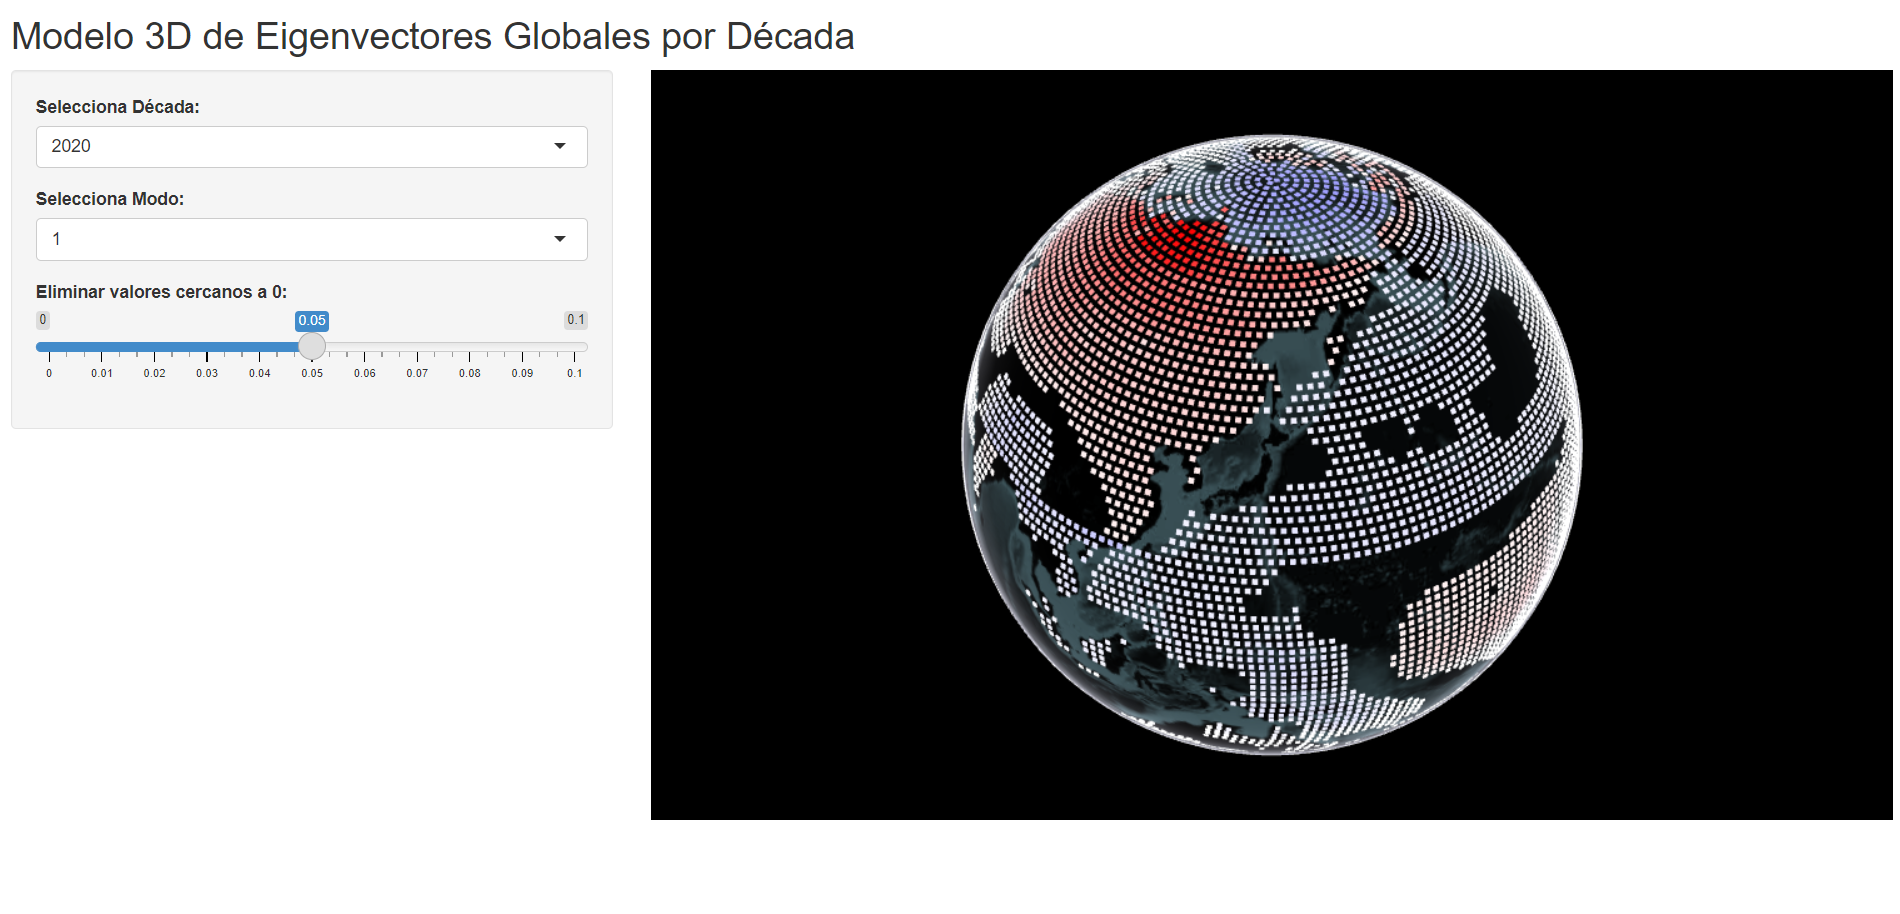 Modelo 3D de Eigenvectores Globales por Década
Selecciona Década:
2020
Selecciona Modo:
1
Eliminar valores cercanos a 0:
0 0.05 0.1
0 0.01 0.02 0.03 0.04 0.05 0.06 0.07 0.08 0.09 0.1